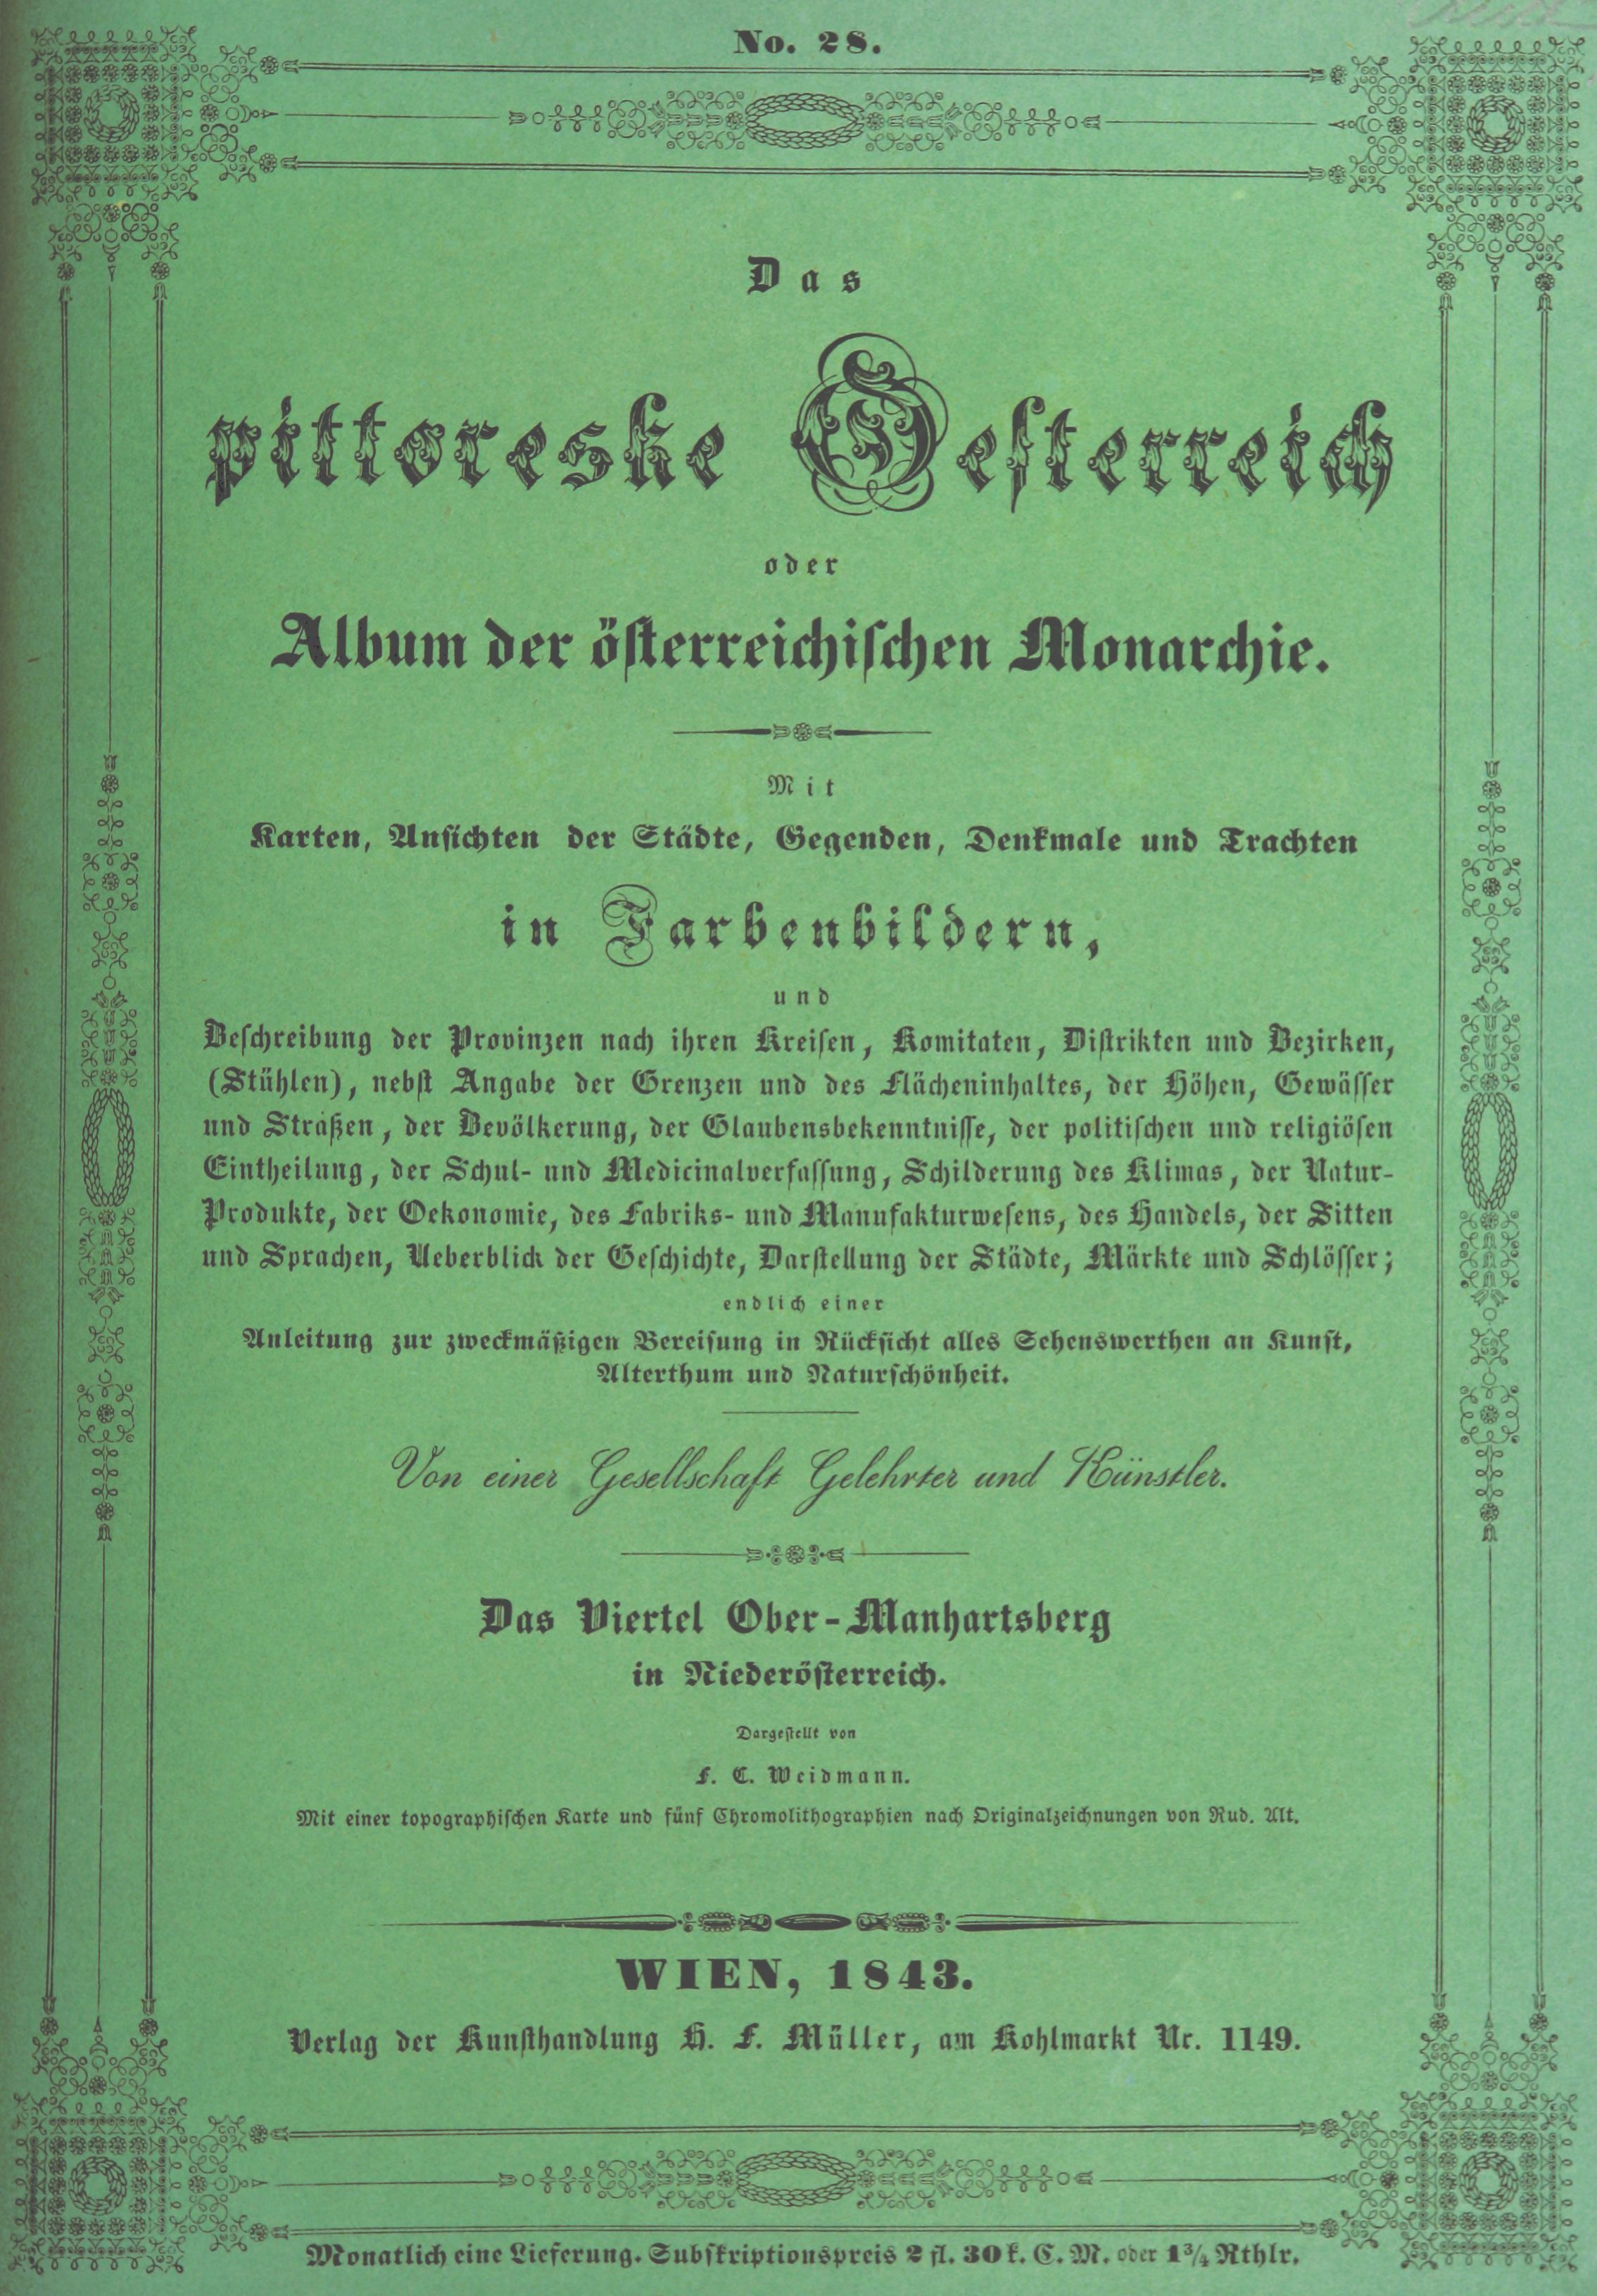 No. 28.
Das
pittoreske Oesterreich
oder
Album der österreichischen Monarchie.
Mit
Karten, Ansichten der Städte, Gegenden, Denkmale und Trachten
in Farbenbildern,
und
Beschreibung der Provinzen nach ihren Kreisen, Komitaten, Distrikten und Bezirken,
(Stühlen), nebst Angabe der Grenzen und des Flächeninhaltes, der Höhen, Gewässer
und Straßen, der Bevölkerung, der Glaubensbekenntnisse, der politischen und religiösen
Eintheilung, der Schul- und Medicinalverfassung, Schilderung des Klimas, der Natur-
Produkte, der Oekonomie, des Fabriks- und Manufakturwesens, des Handels, der Sitten
und Sprachen, Ueberblick der Geschichte, Darstellung der Städte, Märkte und Schlösser;
endlich einer
Anleitung zur zweckmäßigen Bereisung in Rücksicht alles Sehenswerthen an Kunst,
Alterthum und Naturschönheit.
Von einer Gesellschaft Gelehrter und Künstler.
Das Viertel Ober-Manhartsberg
in Niederösterreich.
Dargestellt von
F. C. Weidmann.
Mit einer topographischen Karte und fünf Chromolithographien nach Originalzeichnungen von Rud. Alt.
WIEN, 1843.
Verlag der Kunsthandlung H. F. Müller, am Kohlmarkt Nr. 1149.
Monatlich eine Lieferung. Subskriptionspreis 2 fl. 30 k. C. M. oder 1 3/4 Rthlr.